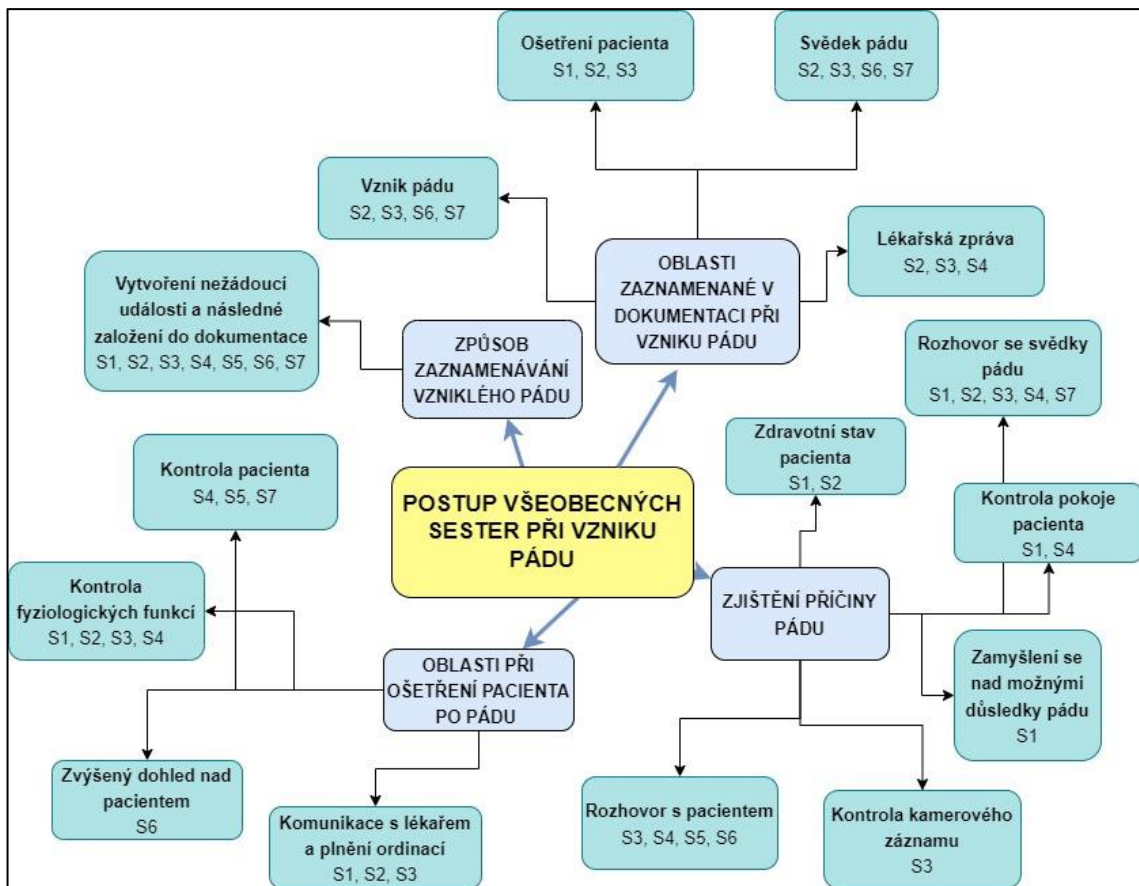 Ošetření pacienta
S1, S2, S3
Svědek pádu
S2, S3, S6, S7
Vznik pádu
S2, S3, S6, S7
Lékařská zpráva
S2, S3, S4
OBLASTI
ZAZNAMENANÉ V
DOKUMENTACI PŘI
VZNIKU PÁDU
Vytvoření nežádoucí
události a následné
založení do dokumentace
S1, S2, S3, S4, S5, S6, S7
ZPŮSOB
ZAZNAMENÁVÁNÍ
VZNIKLÉHO PÁDU
Rozhovor se svědky
pádu
S1, S2, S3, S4, S7
Zdravotní stav
pacienta
S1, S2
Kontrola pacienta
S4, S5, S7
POSTUP VŠEOBECNÝCH
SESTER PŘI VZNIKU
PÁDU
Kontrola pokoje
pacienta
S1, S4
Kontrola
fyziologických funkcí
S1, S2, S3, S4
ZJIŠTĚNÍ PŘÍČINY
PÁDU
OBLASTI PŘI
OŠETŘENÍ PACIENTA
PO PÁDU
Zamyšlení se
nad možnými
důsledky pádu
S1
Zvýšený dohled nad
pacientem
S6
Komunikace s lékařem
a plnění ordinací
S1, S2, S3
Rozhovor s pacientem
S3, S4, S5, S6
Kontrola kamerového
záznamu
S3